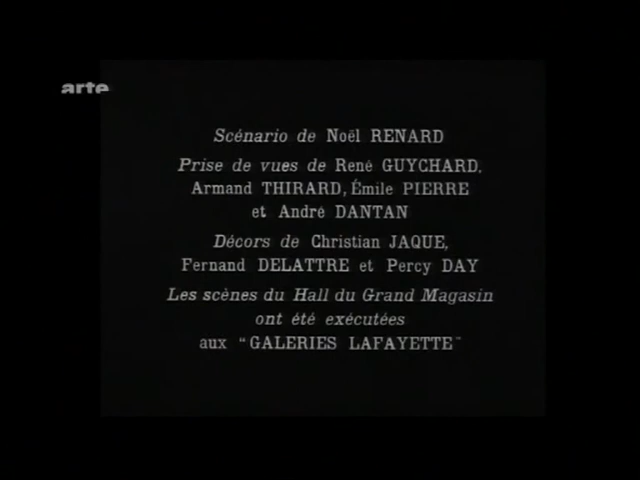 arte
Scénario de Noël RENARD
Prise de vues de René GUYCHARD,
Armand THIRARD, Émile PIERRE
et André DANTAN
Décors de Christian JAQUE,
Fernand DELATTRE et Percy DAY
Les scènes du Hall du Grand Magasin
ont été exécutées
aux "GALERIES LAFAYETTE"